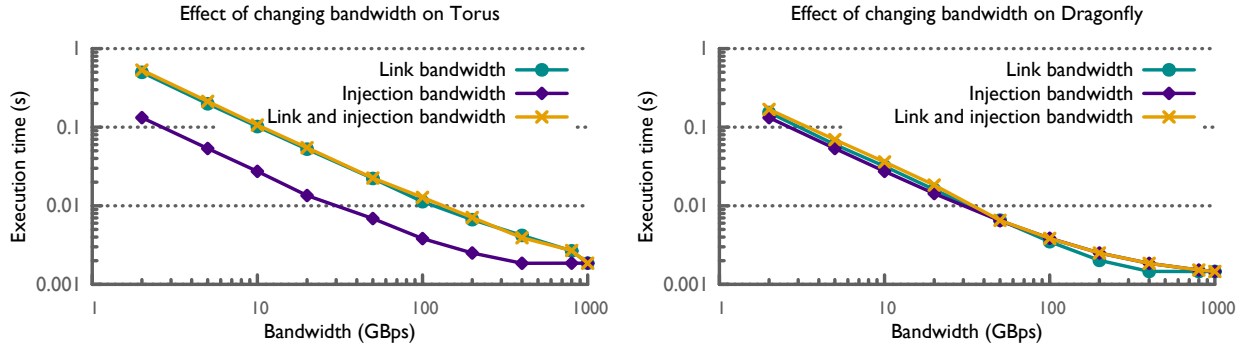 Effect of changing bandwidth on Torus
1
0.1
0.01
0.001
Execution time (s)
Link bandwidth
Injection bandwidth
Link and injection bandwidth
1
10
100
1000
Bandwidth (GBps)
Effect of changing bandwidth on Dragonfly
1
0.1
0.01
0.001
Execution time (s)
Link bandwidth
Injection bandwidth
Link and injection bandwidth
1
10
100
1000
Bandwidth (GBps)